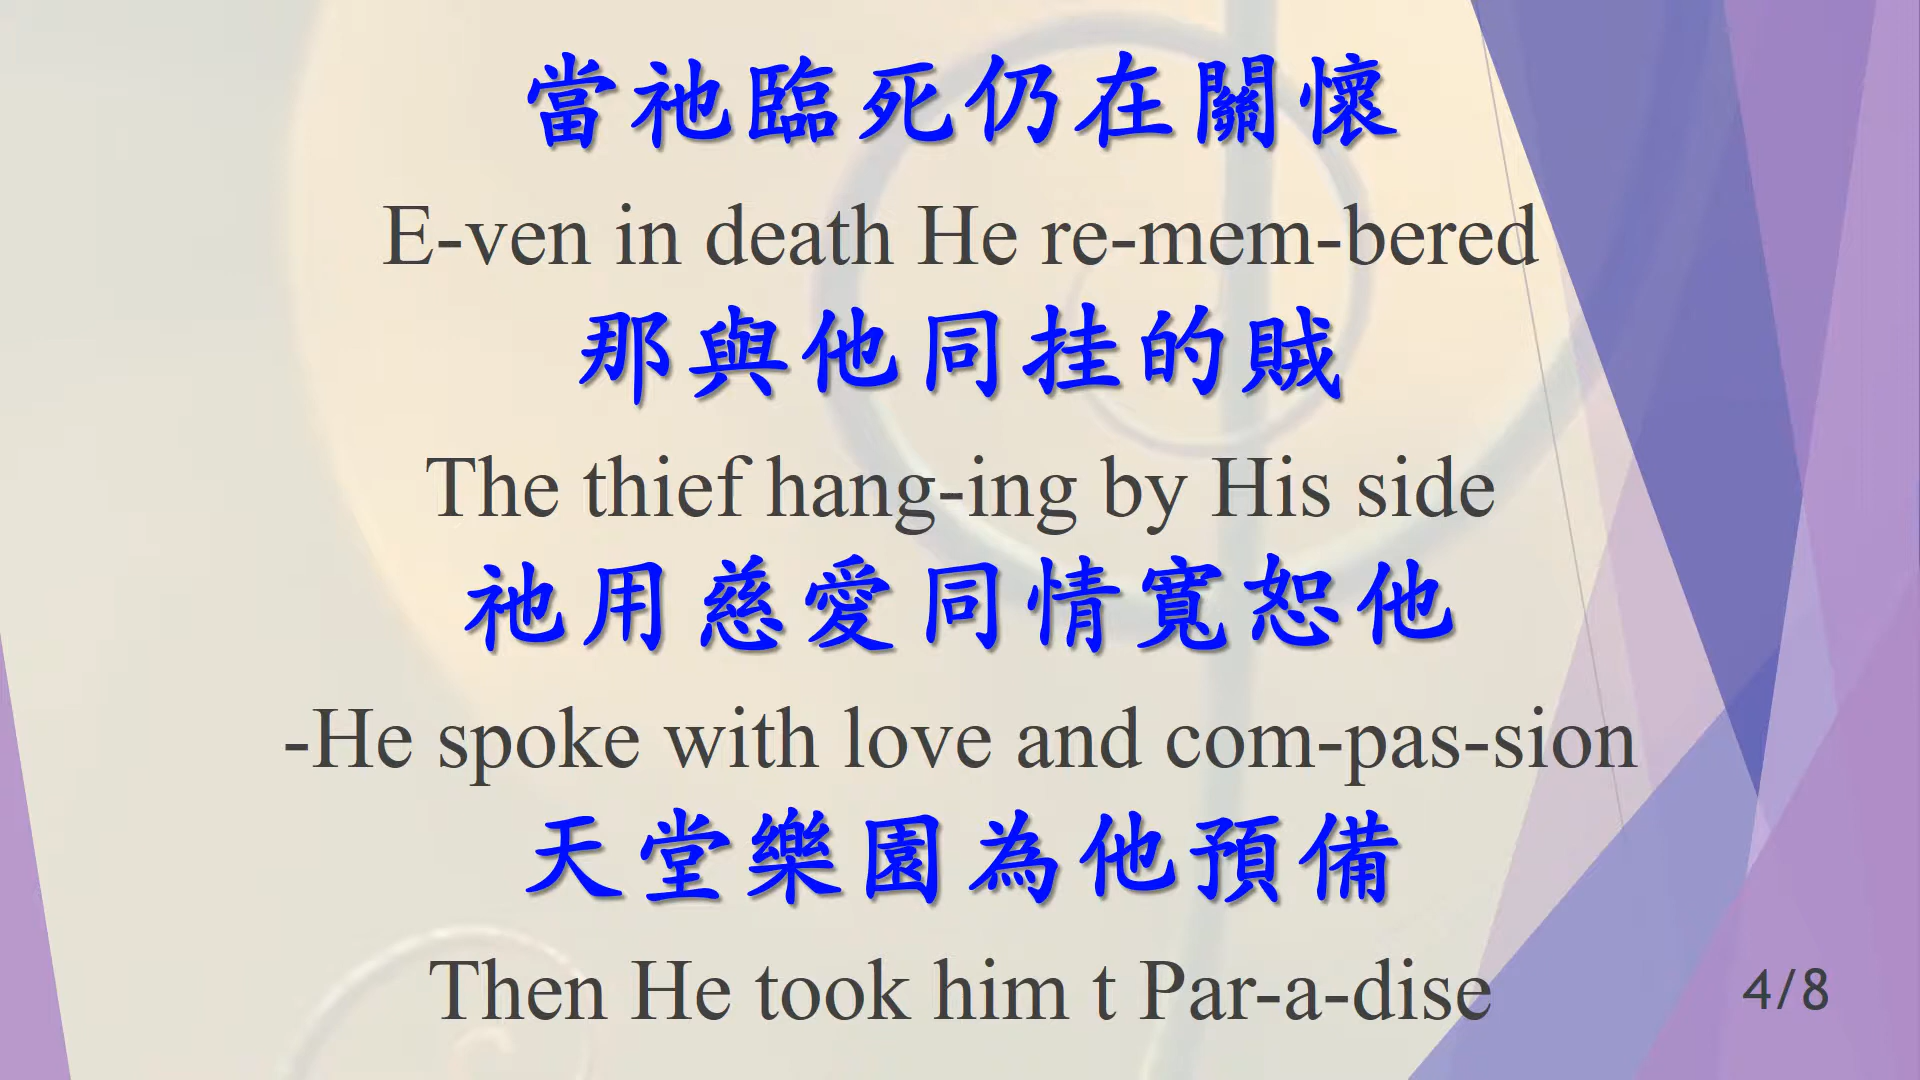 當祂臨死仍在關懷
E-ven in death He re-mem-bered
那與他同挂的賊
The thief hang-ing by His side
祂用慈愛同情寬恕他
-He spoke with love and com-pas-sion
天堂樂園為他預備
Then He took him t Par-a-dise
4/8